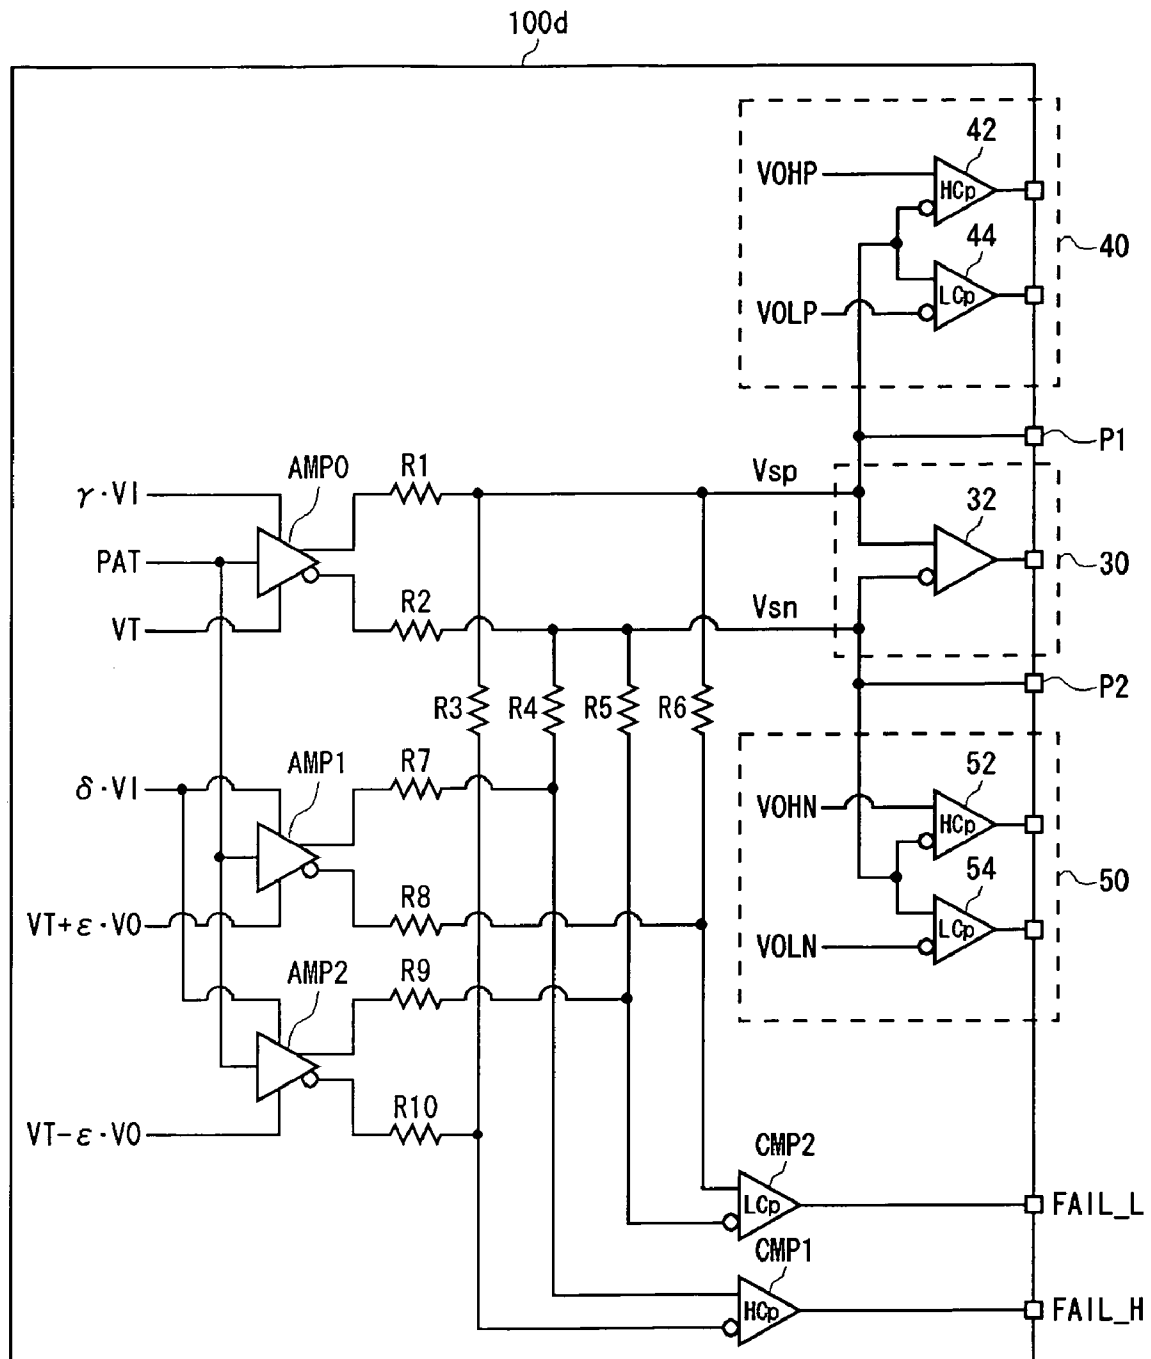 100d
42
VOHP
HCp
44
40
LCp
VOLP
P1
AMP0
R1
Vsp
γ·VI
32
PAT
30
R2
Vsn
VT
P2
R3
R4
R5
R6
AMP1
R7
52
δ·VI
VOHN
HCp
54
50
R8
VT+ε·VO
LCp
VOLN
AMP2
R9
R10
VT−ε·VO
CMP2
LCp
FAIL_L
CMP1
HCp
FAIL_H